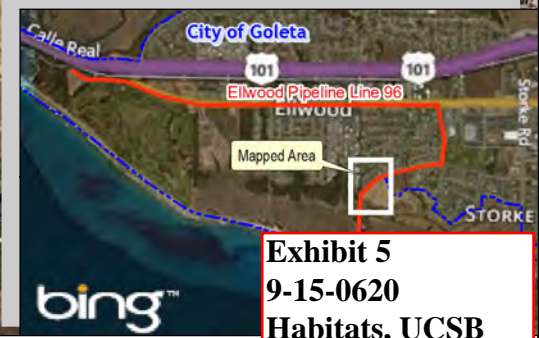 City of Goleta
Calle Real
101
101
Ellwood Pipeline Line 96
Ellwood
Storke Rd
Mapped Area
STORKE
bing™
Exhibit 5
9-15-0620
Habitats, UCSB